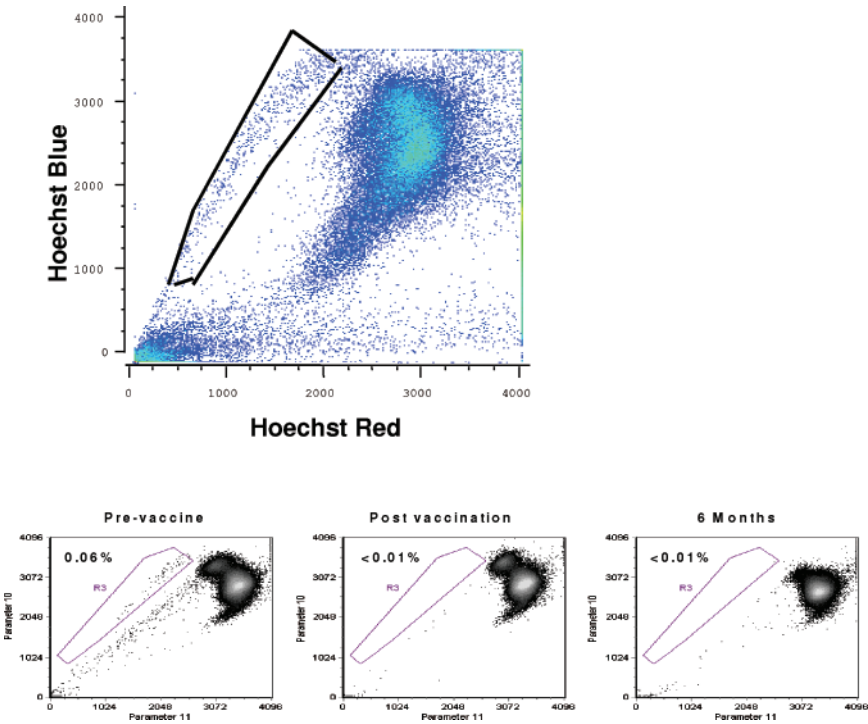 4000
3000
2000
1000
0
Hoechst Blue
0 1000 2000 3000 4000
Hoechst Red
Pre-vaccine
4096
3072
2048
1024
0
Parameter 10
0.06%
R3
0 1024 2048 3072 4096
Parameter 11
Post vaccination
4096
3072
2048
1024
0
Parameter 10
<0.01%
R3
0 1024 2048 3072 4096
Parameter 11
6 Months
4096
3072
2048
1024
0
Parameter 10
<0.01%
R3
0 1024 2048 3072 4096
Parameter 11